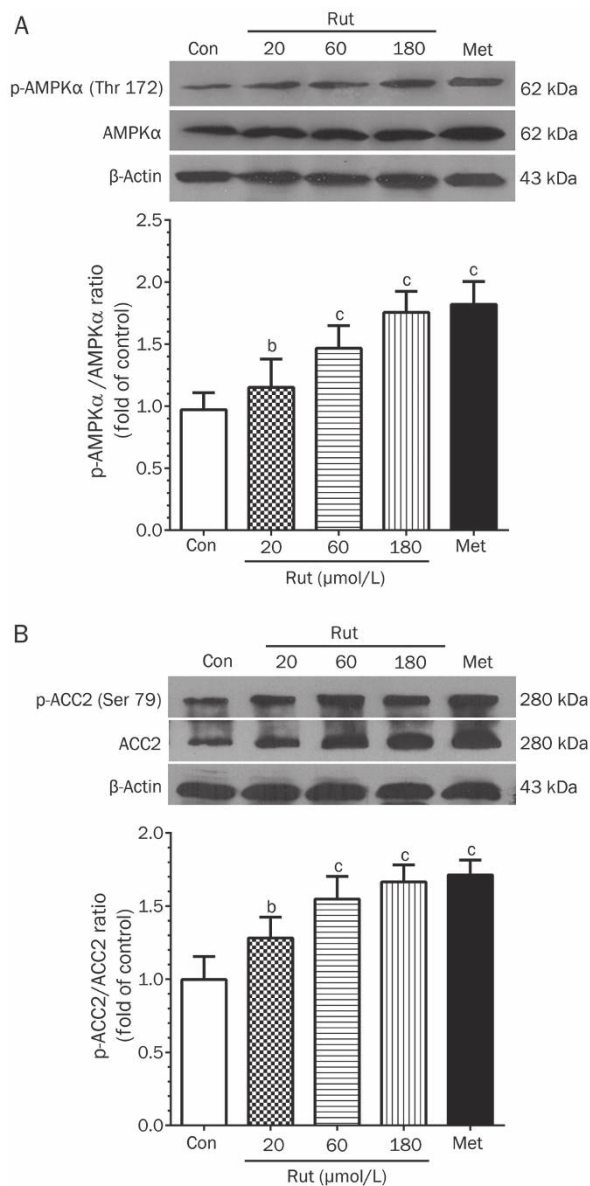 A
Rut
Con 20 60 180 Met
p-AMPKα (Thr 172) 62 kDa
AMPKα 62 kDa
β-Actin 43 kDa
2.5
2.0
1.5
1.0
0.5
0.0
p-AMPKα/AMPKα ratio
(fold of control)
b
c
c
c
Con 20 60 180 Met
Rut (μmol/L)
B
Rut
Con 20 60 180 Met
p-ACC2 (Ser 79) 280 kDa
ACC2 280 kDa
β-Actin 43 kDa
2.0
1.5
1.0
0.5
0.0
p-ACC2/ACC2 ratio
(fold of control)
b
c
c
c
Con 20 60 180 Met
Rut (μmol/L)